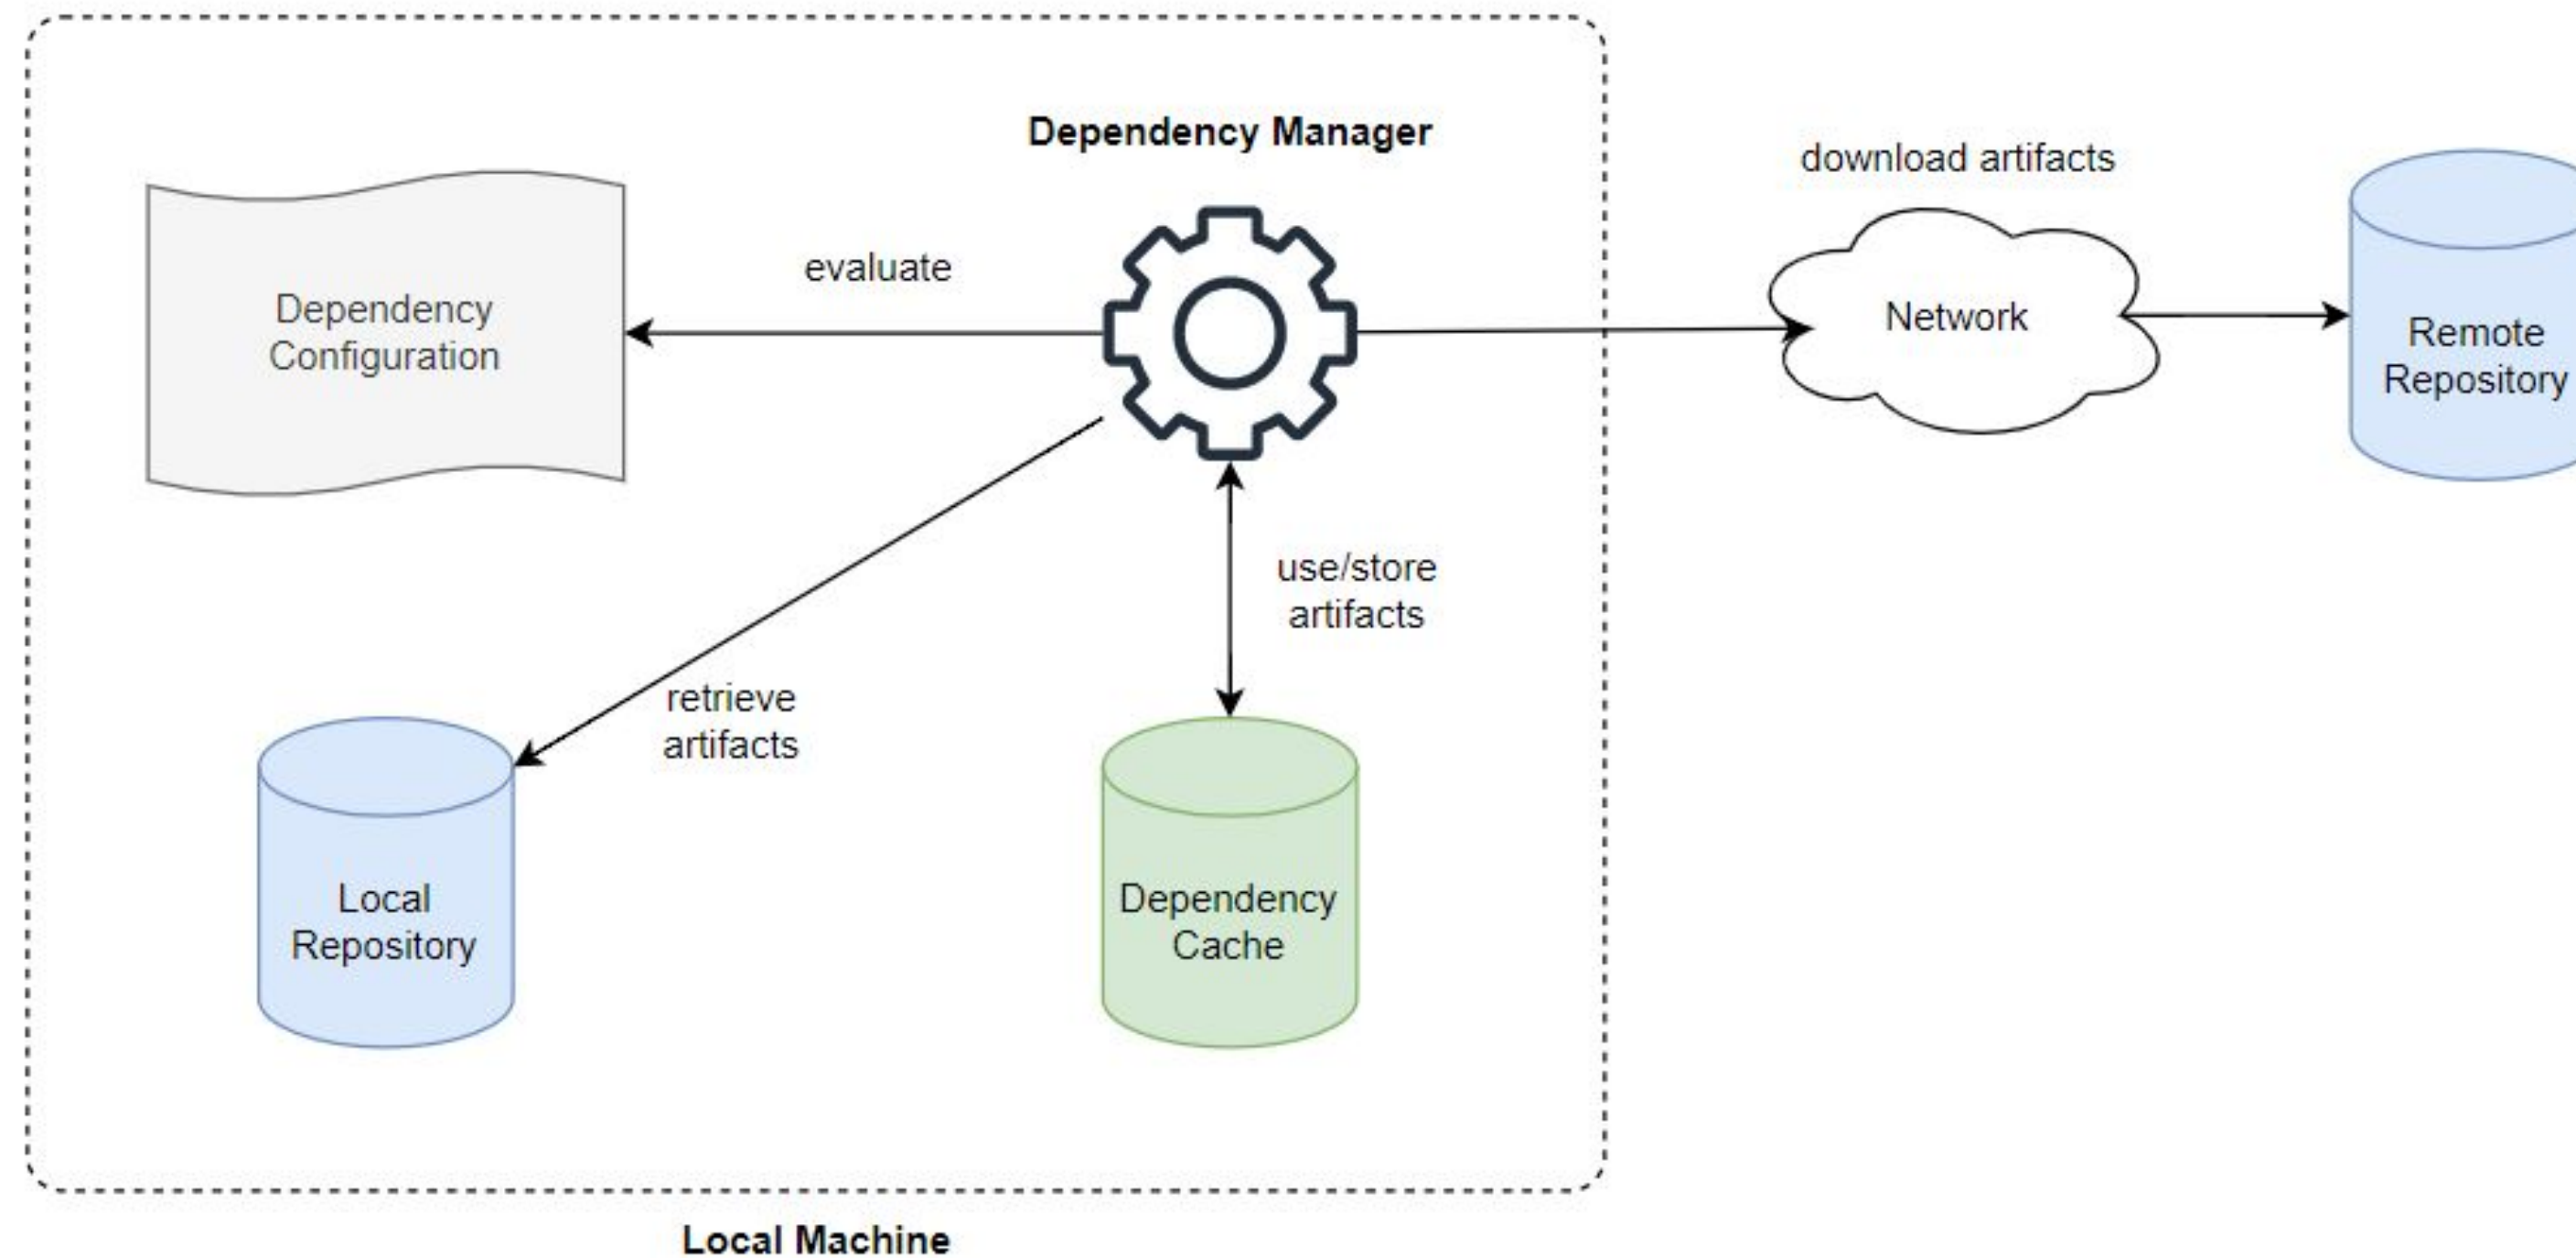 Dependency Manager
download artifacts
evaluate
Dependency
Configuration
Network
Remote
Repository
use/store
artifacts
retrieve
artifacts
Local
Repository
Dependency
Cache
Local Machine